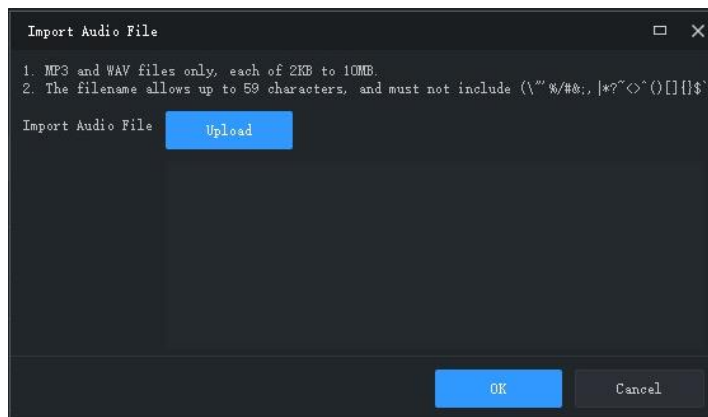 Import Audio File
1. MP3 and WAV files only, each of 2KB to 10MB.
2. The filename allows up to 59 characters, and must not include (\"'%/#&:;,|*?~<>^()[]{}$`
Import Audio File
Upload
OK
Cancel